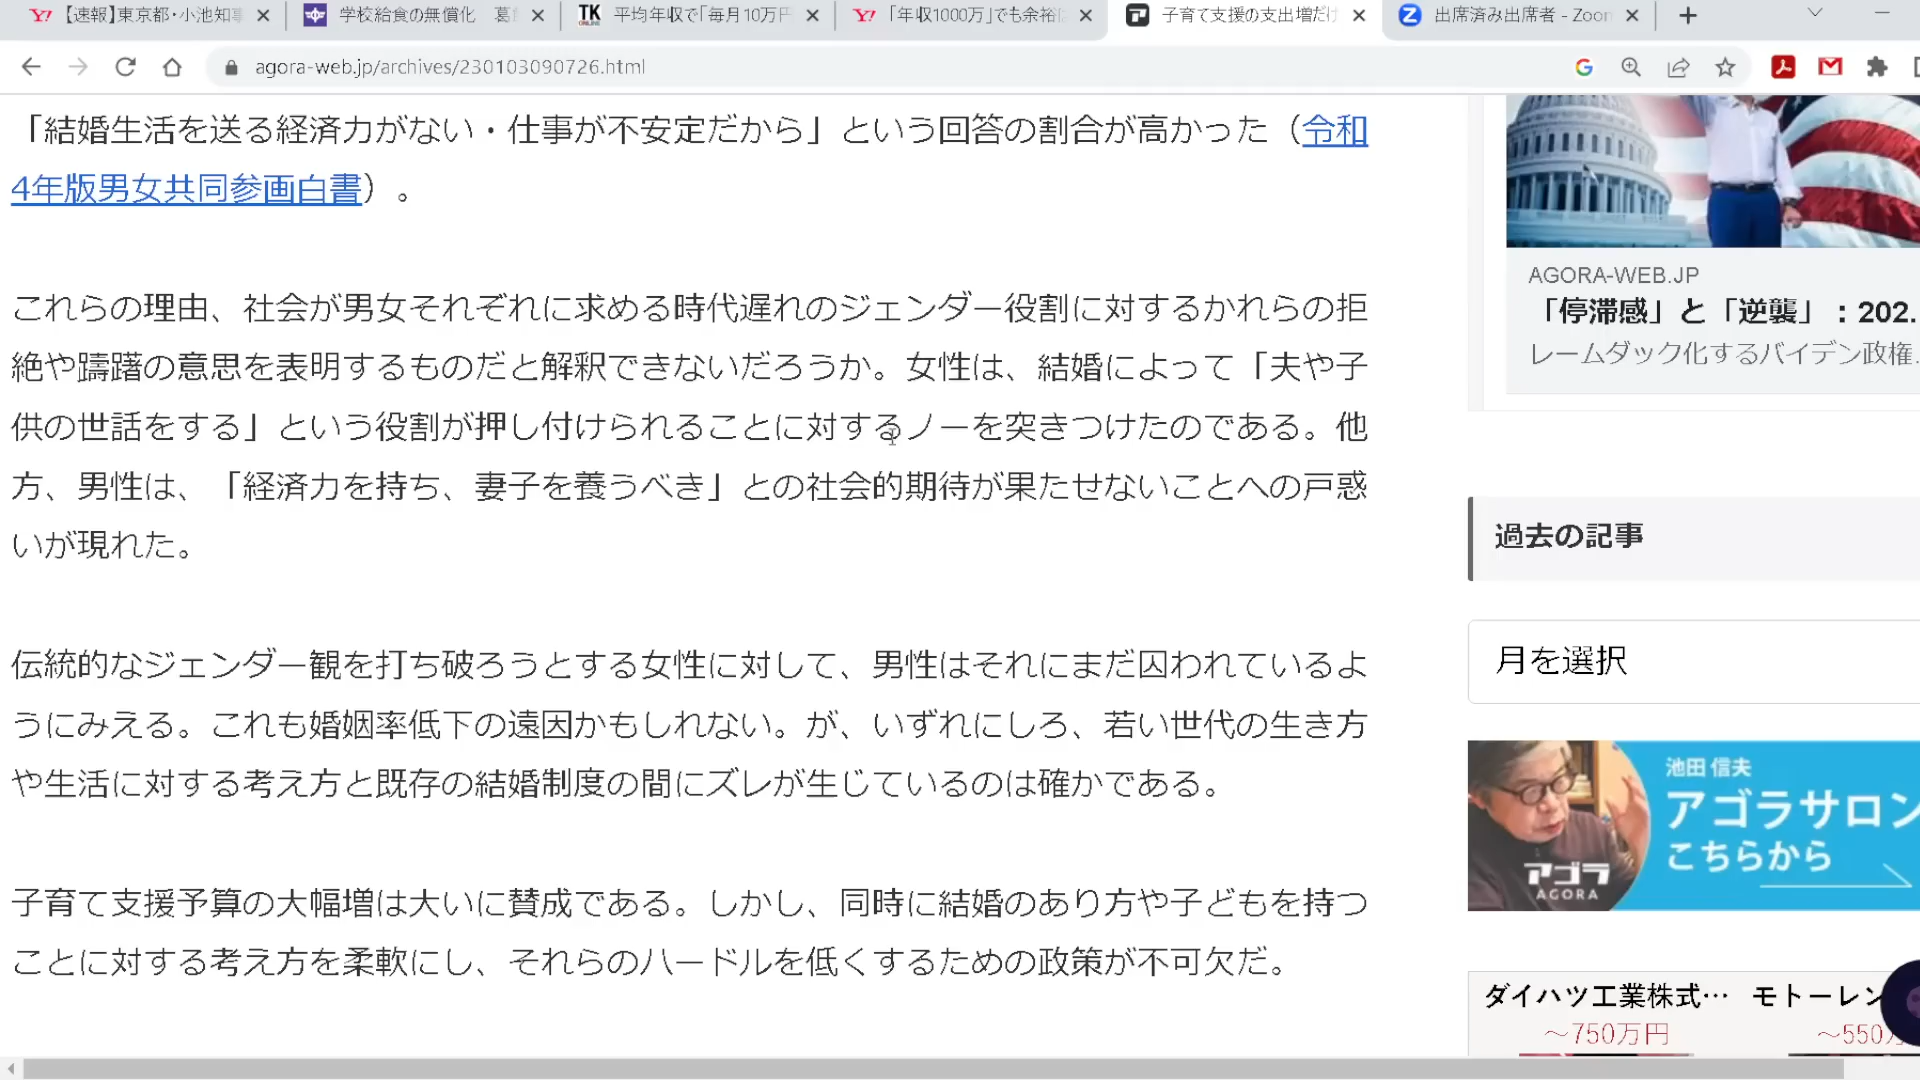 【速報】東京都・小池知事
学校給食の無償化 葛
TK
ONLINE
平均年収で「毎月10万円
「年収1000万」でも余裕
子育て支援の支出増だけ
出席済み出席者 - Zoom
agora-web.jp/archives/230103090726.html
「結婚生活を送る経済力がない・仕事が不安定だから」という回答の割合が高かった（令和
4年版男女共同参画白書）。
これらの理由、社会が男女それぞれに求める時代遅れのジェンダー役割に対するかれらの拒
絶や躊躇の意思を表明するものだと解釈できないだろうか。女性は、結婚によって「夫や子
供の世話をする」という役割が押し付けられることに対するノーを突きつけたのである。他
方、男性は、「経済力を持ち、妻子を養うべき」との社会的期待が果たせないことへの戸惑
いが現れた。
伝統的なジェンダー観を打ち破ろうとする女性に対して、男性はそれにまだ囚われているよ
うにみえる。これも婚姻率低下の遠因かもしれない。が、いずれにしろ、若い世代の生き方
や生活に対する考え方と既存の結婚制度の間にズレが生じているのは確かである。
子育て支援予算の大幅増は大いに賛成である。しかし、同時に結婚のあり方や子どもを持つ
ことに対する考え方を柔軟にし、それらのハードルを低くするための政策が不可欠だ。
AGORA-WEB.JP
「停滞感」と「逆襲」：202.
レームダック化するバイデン政権.
過去の記事
月を選択
池田 信夫
アゴラサロン
こちらから
アゴラ
AGORA
ダイハツ工業株式…
～750万円
モトーレン
～550万